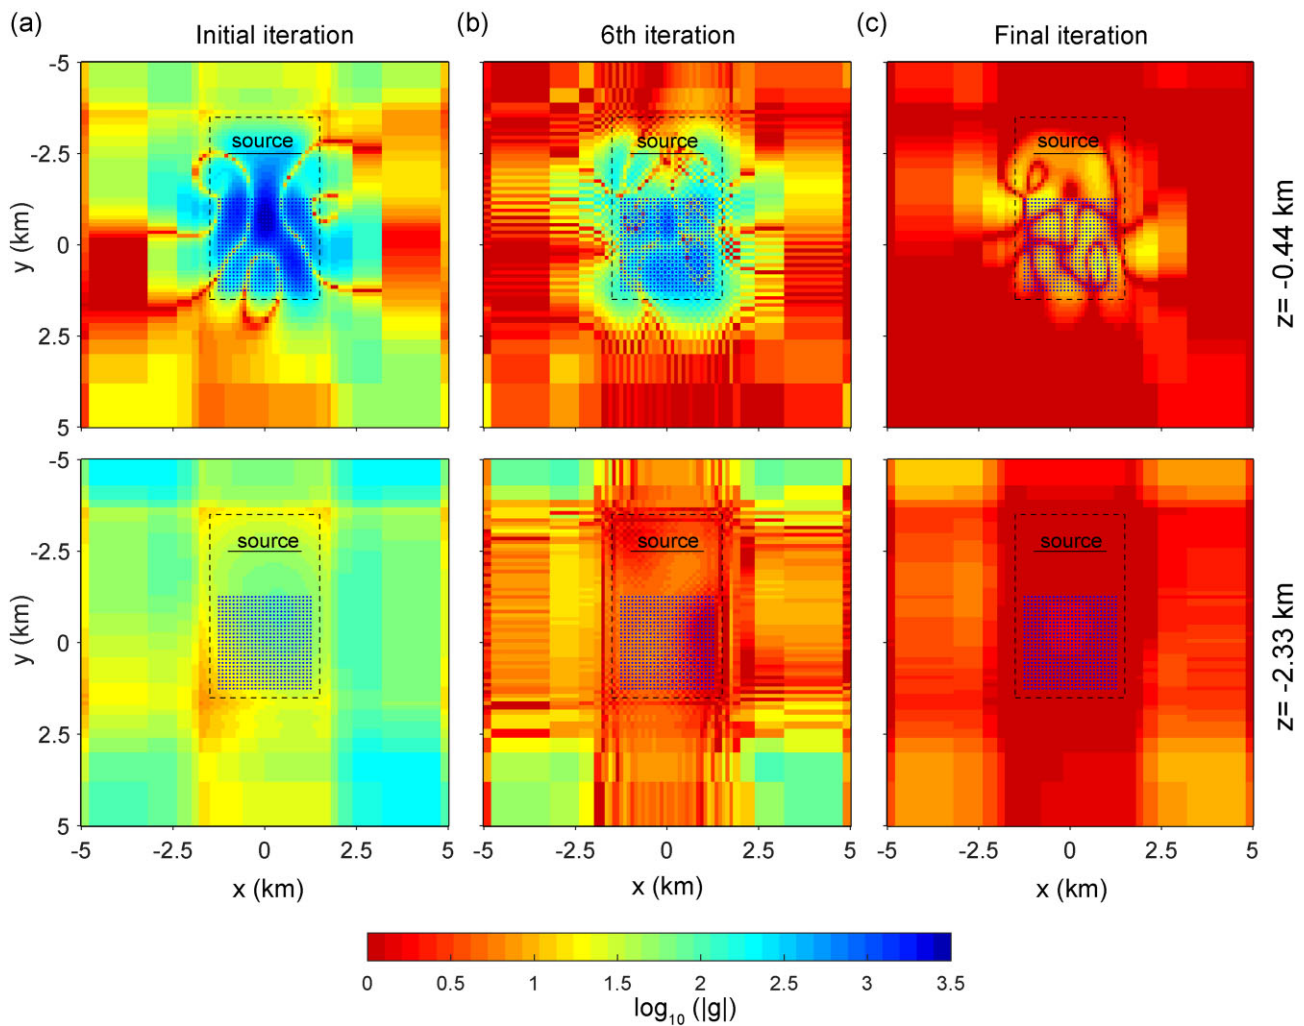 (a)
Initial iteration
(b)
6th iteration
(c)
Final iteration
-5
-2.5
0
2.5
5
y (km)
source
source
source
z= -0.44 km
-5
-2.5
0
2.5
5
y (km)
source
source
source
z= -2.33 km
-5 -2.5 0 2.5 5
-5 -2.5 0 2.5 5
-5 -2.5 0 2.5 5
x (km)
x (km)
x (km)
0 0.5 1 1.5 2 2.5 3 3.5
log₁₀ (|g|)